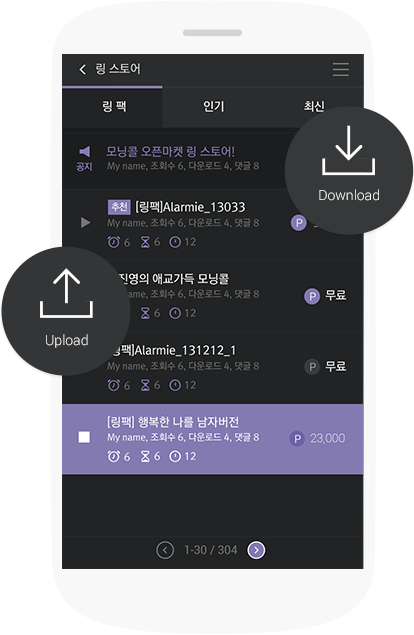 링 스토어
링 팩
인기
최신
모닝콜 오픈마켓 링 스토어!
공지
My name, 조회수 6, 다운로드 4, 댓글 8
Download
추천 [링팩]Alarmie_13033
My name, 조회수 6, 다운로드 4, 댓글 8
P
6 6 12
진영의 애교가득 모닝콜
조회수 6, 다운로드 4, 댓글 8
P 무료
6 12
Upload
Alarmie_131212_1
My name, 조회수 6, 다운로드 4, 댓글 8
P 무료
6 6 12
[링팩] 행복한 나를 남자버전
My name, 조회수 6, 다운로드 4, 댓글 8
P 23,000
6 6 12
1-30 / 304